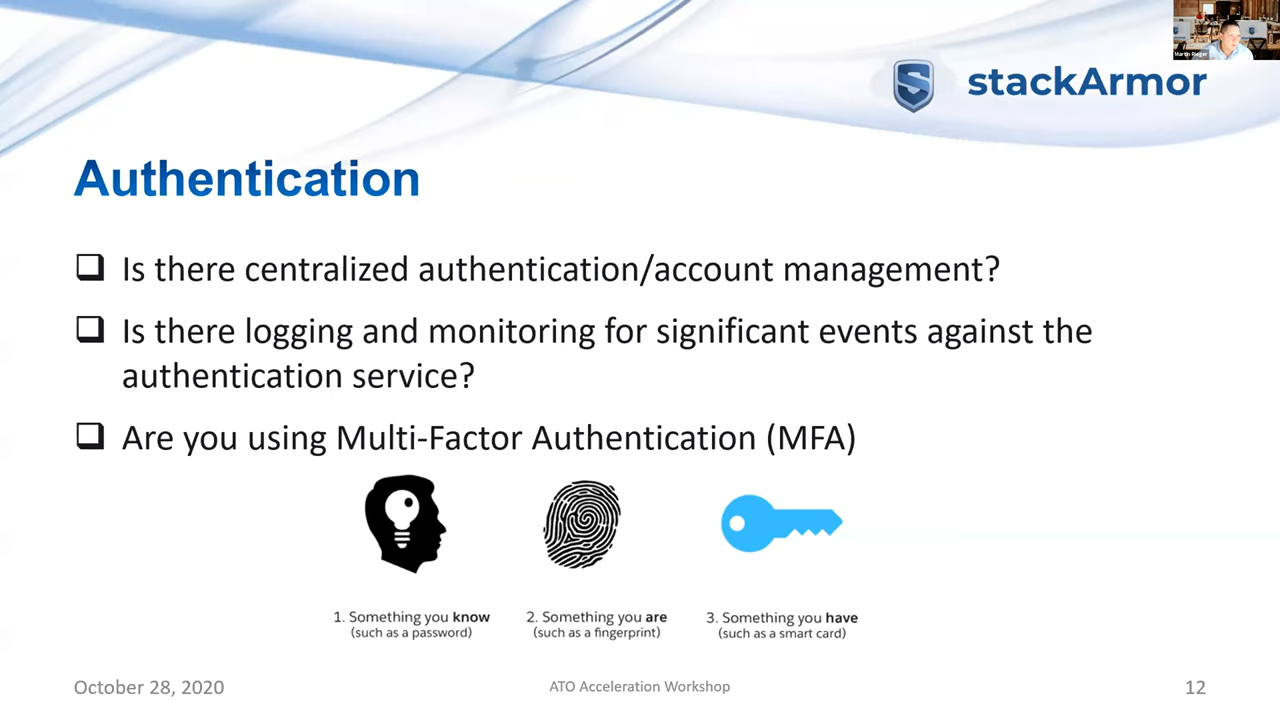 Martin Rieger
stackArmor
Authentication
❑ Is there centralized authentication/account management?
❑ Is there logging and monitoring for significant events against the
authentication service?
❑ Are you using Multi-Factor Authentication (MFA)
1. Something you know
(such as a password)
2. Something you are
(such as a fingerprint)
3. Something you have
(such as a smart card)
October 28, 2020
ATO Acceleration Workshop
12